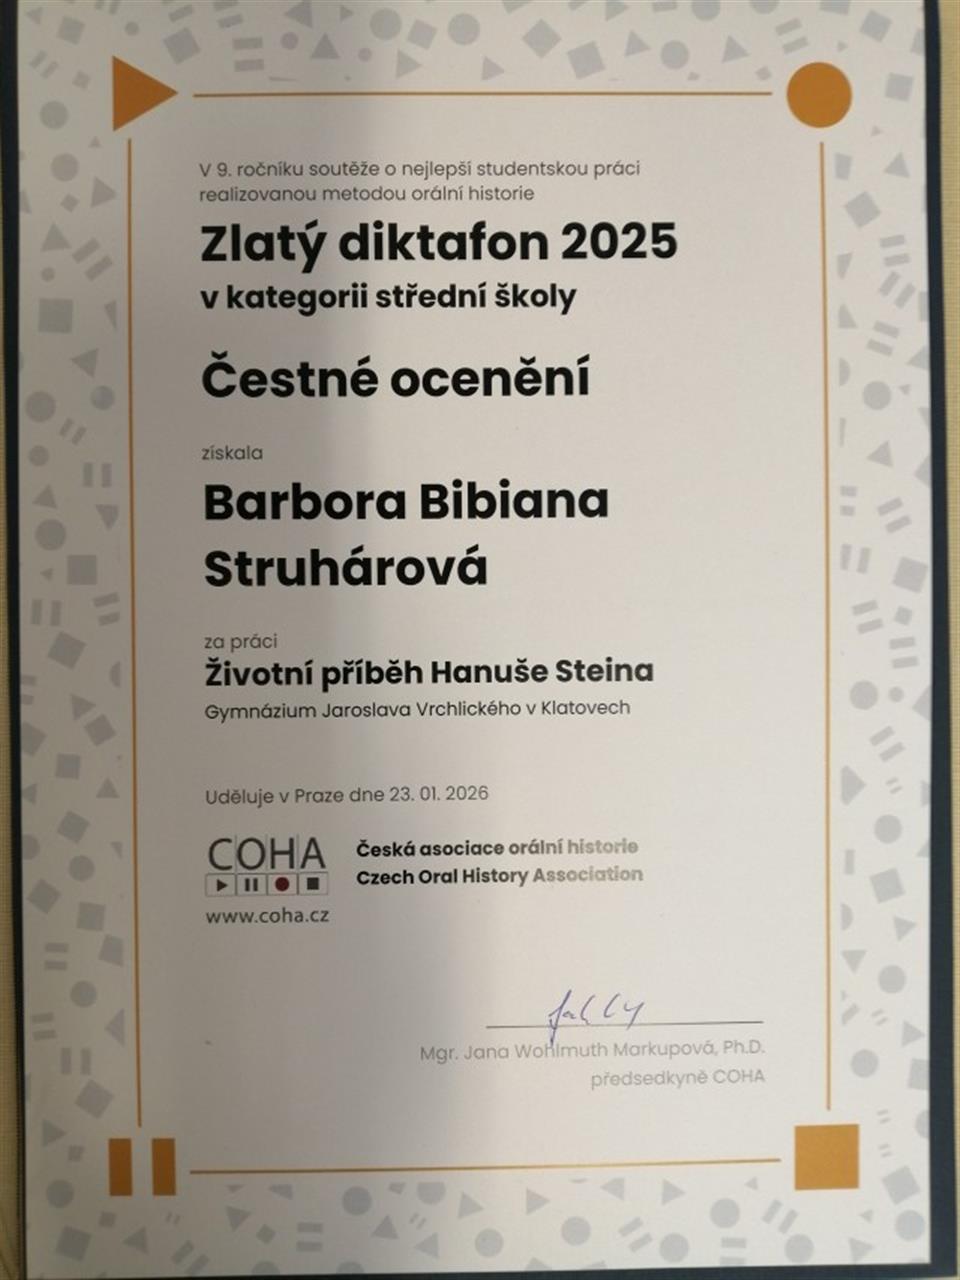 V 9. ročníku soutěže o nejlepší studentskou práci
realizovanou metodou orální historie
Zlatý diktafon 2025
v kategorii střední školy
Čestné ocenění
získala
Barbora Bibiana
Struhárová
za práci
Životní příběh Hanuše Steina
Gymnázium Jaroslava Vrchlického v Klatovech
Uděluje v Praze dne 23. 01. 2026
COHA
Česká asociace orální historie
Czech Oral History Association
www.coha.cz
Mgr. Jana Wohlmuth Markupová, Ph.D.
předsedkyně COHA